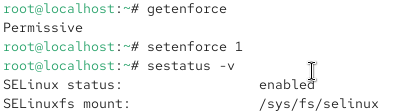 root@localhost:~# getenforce
Permissive
root@localhost:~# setenforce 1
root@localhost:~# sestatus -v
SELinux status:                 enabled
SELinuxfs mount:                /sys/fs/selinux